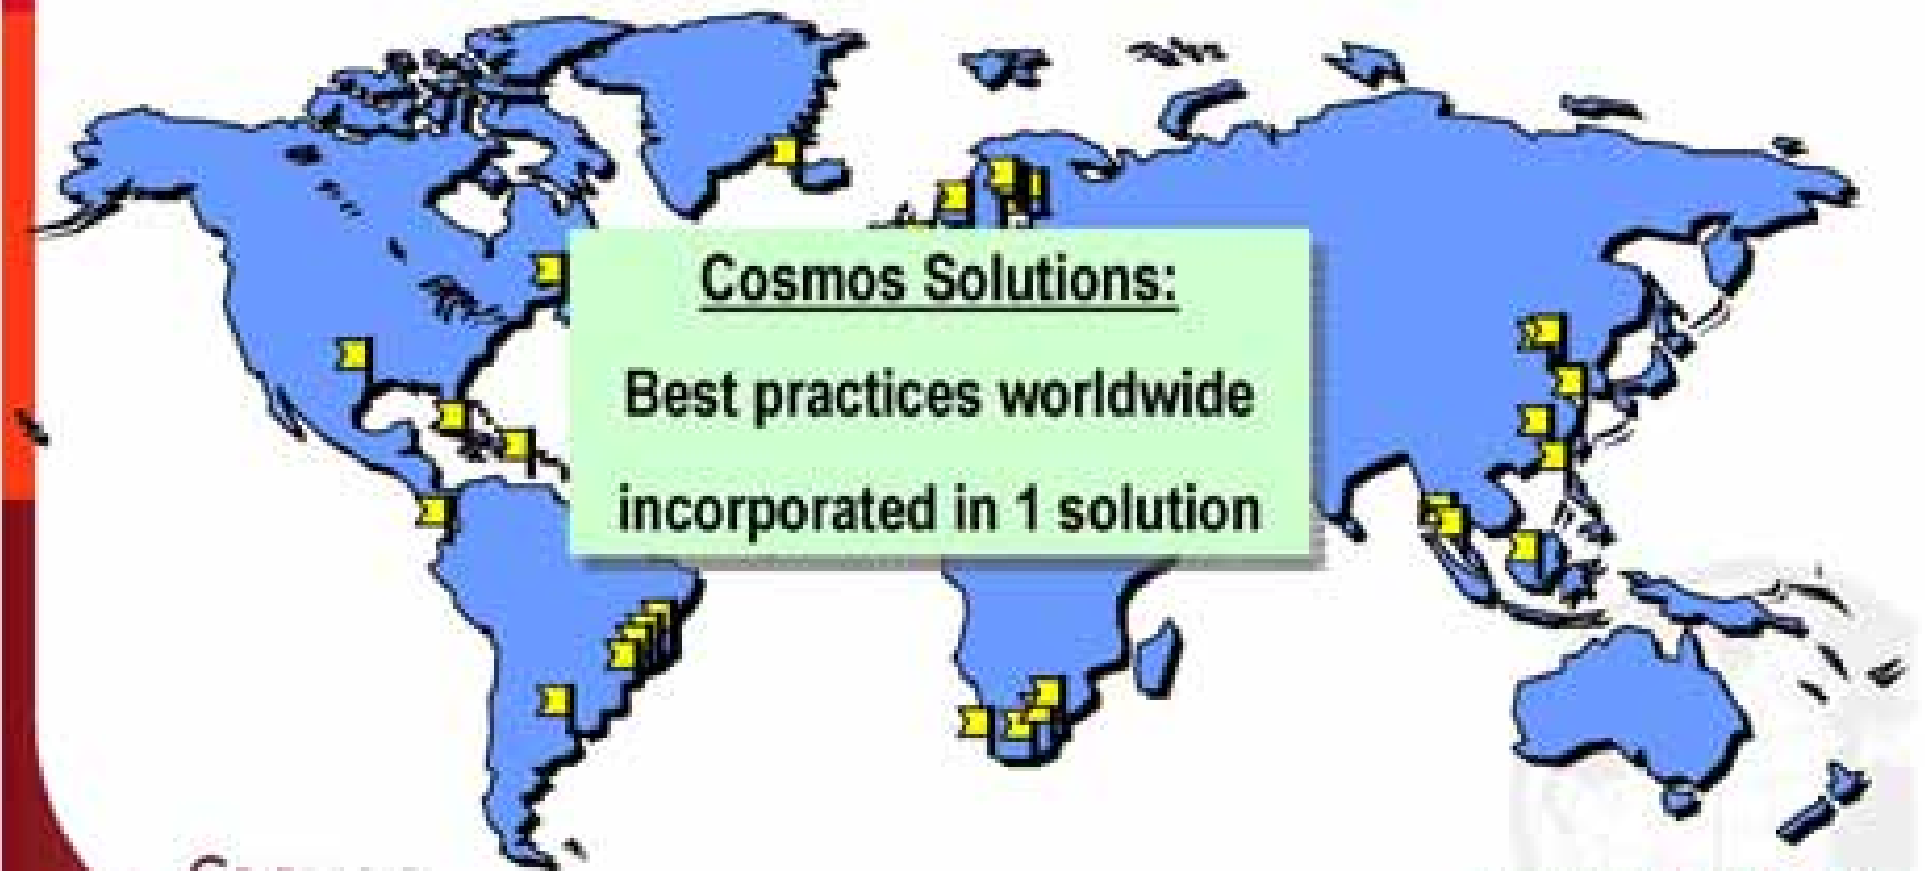 Cosmos Solutions:
Best practices worldwide
incorporated in 1 solution